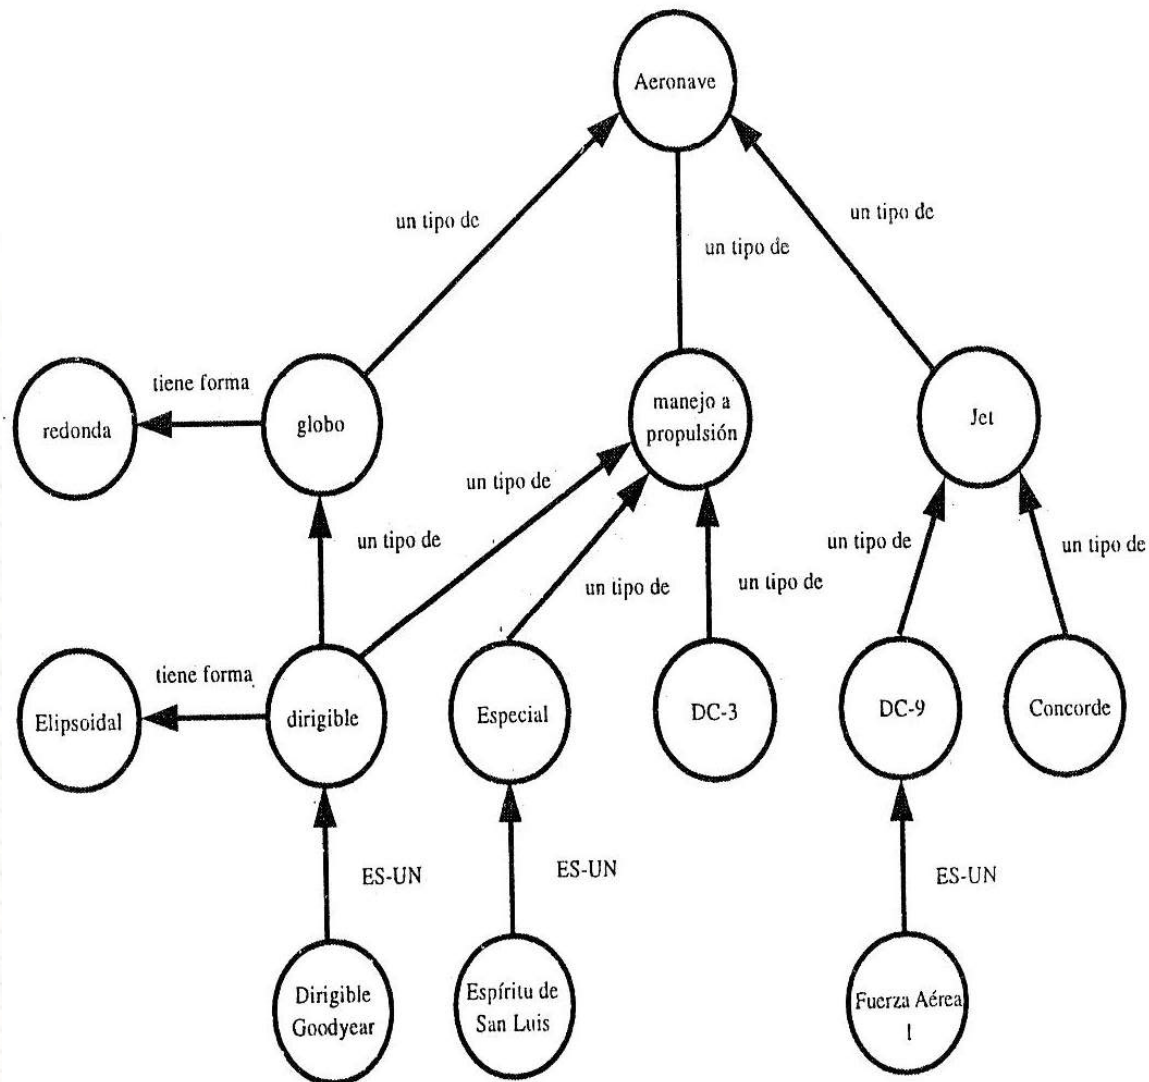 Aeronave
un tipo de
un tipo de
un tipo de
tiene forma
redonda
globo
manejo a
propulsión
Jet
un tipo de
un tipo de
un tipo de
un tipo de
un tipo de
un tipo de
tiene forma
Elipsoidal
dirigible
Especial
DC-3
DC-9
Concorde
ES-UN
ES-UN
ES-UN
Dirigible
Goodyear
Espíritu de
San Luis
Fuerza Aérea
1